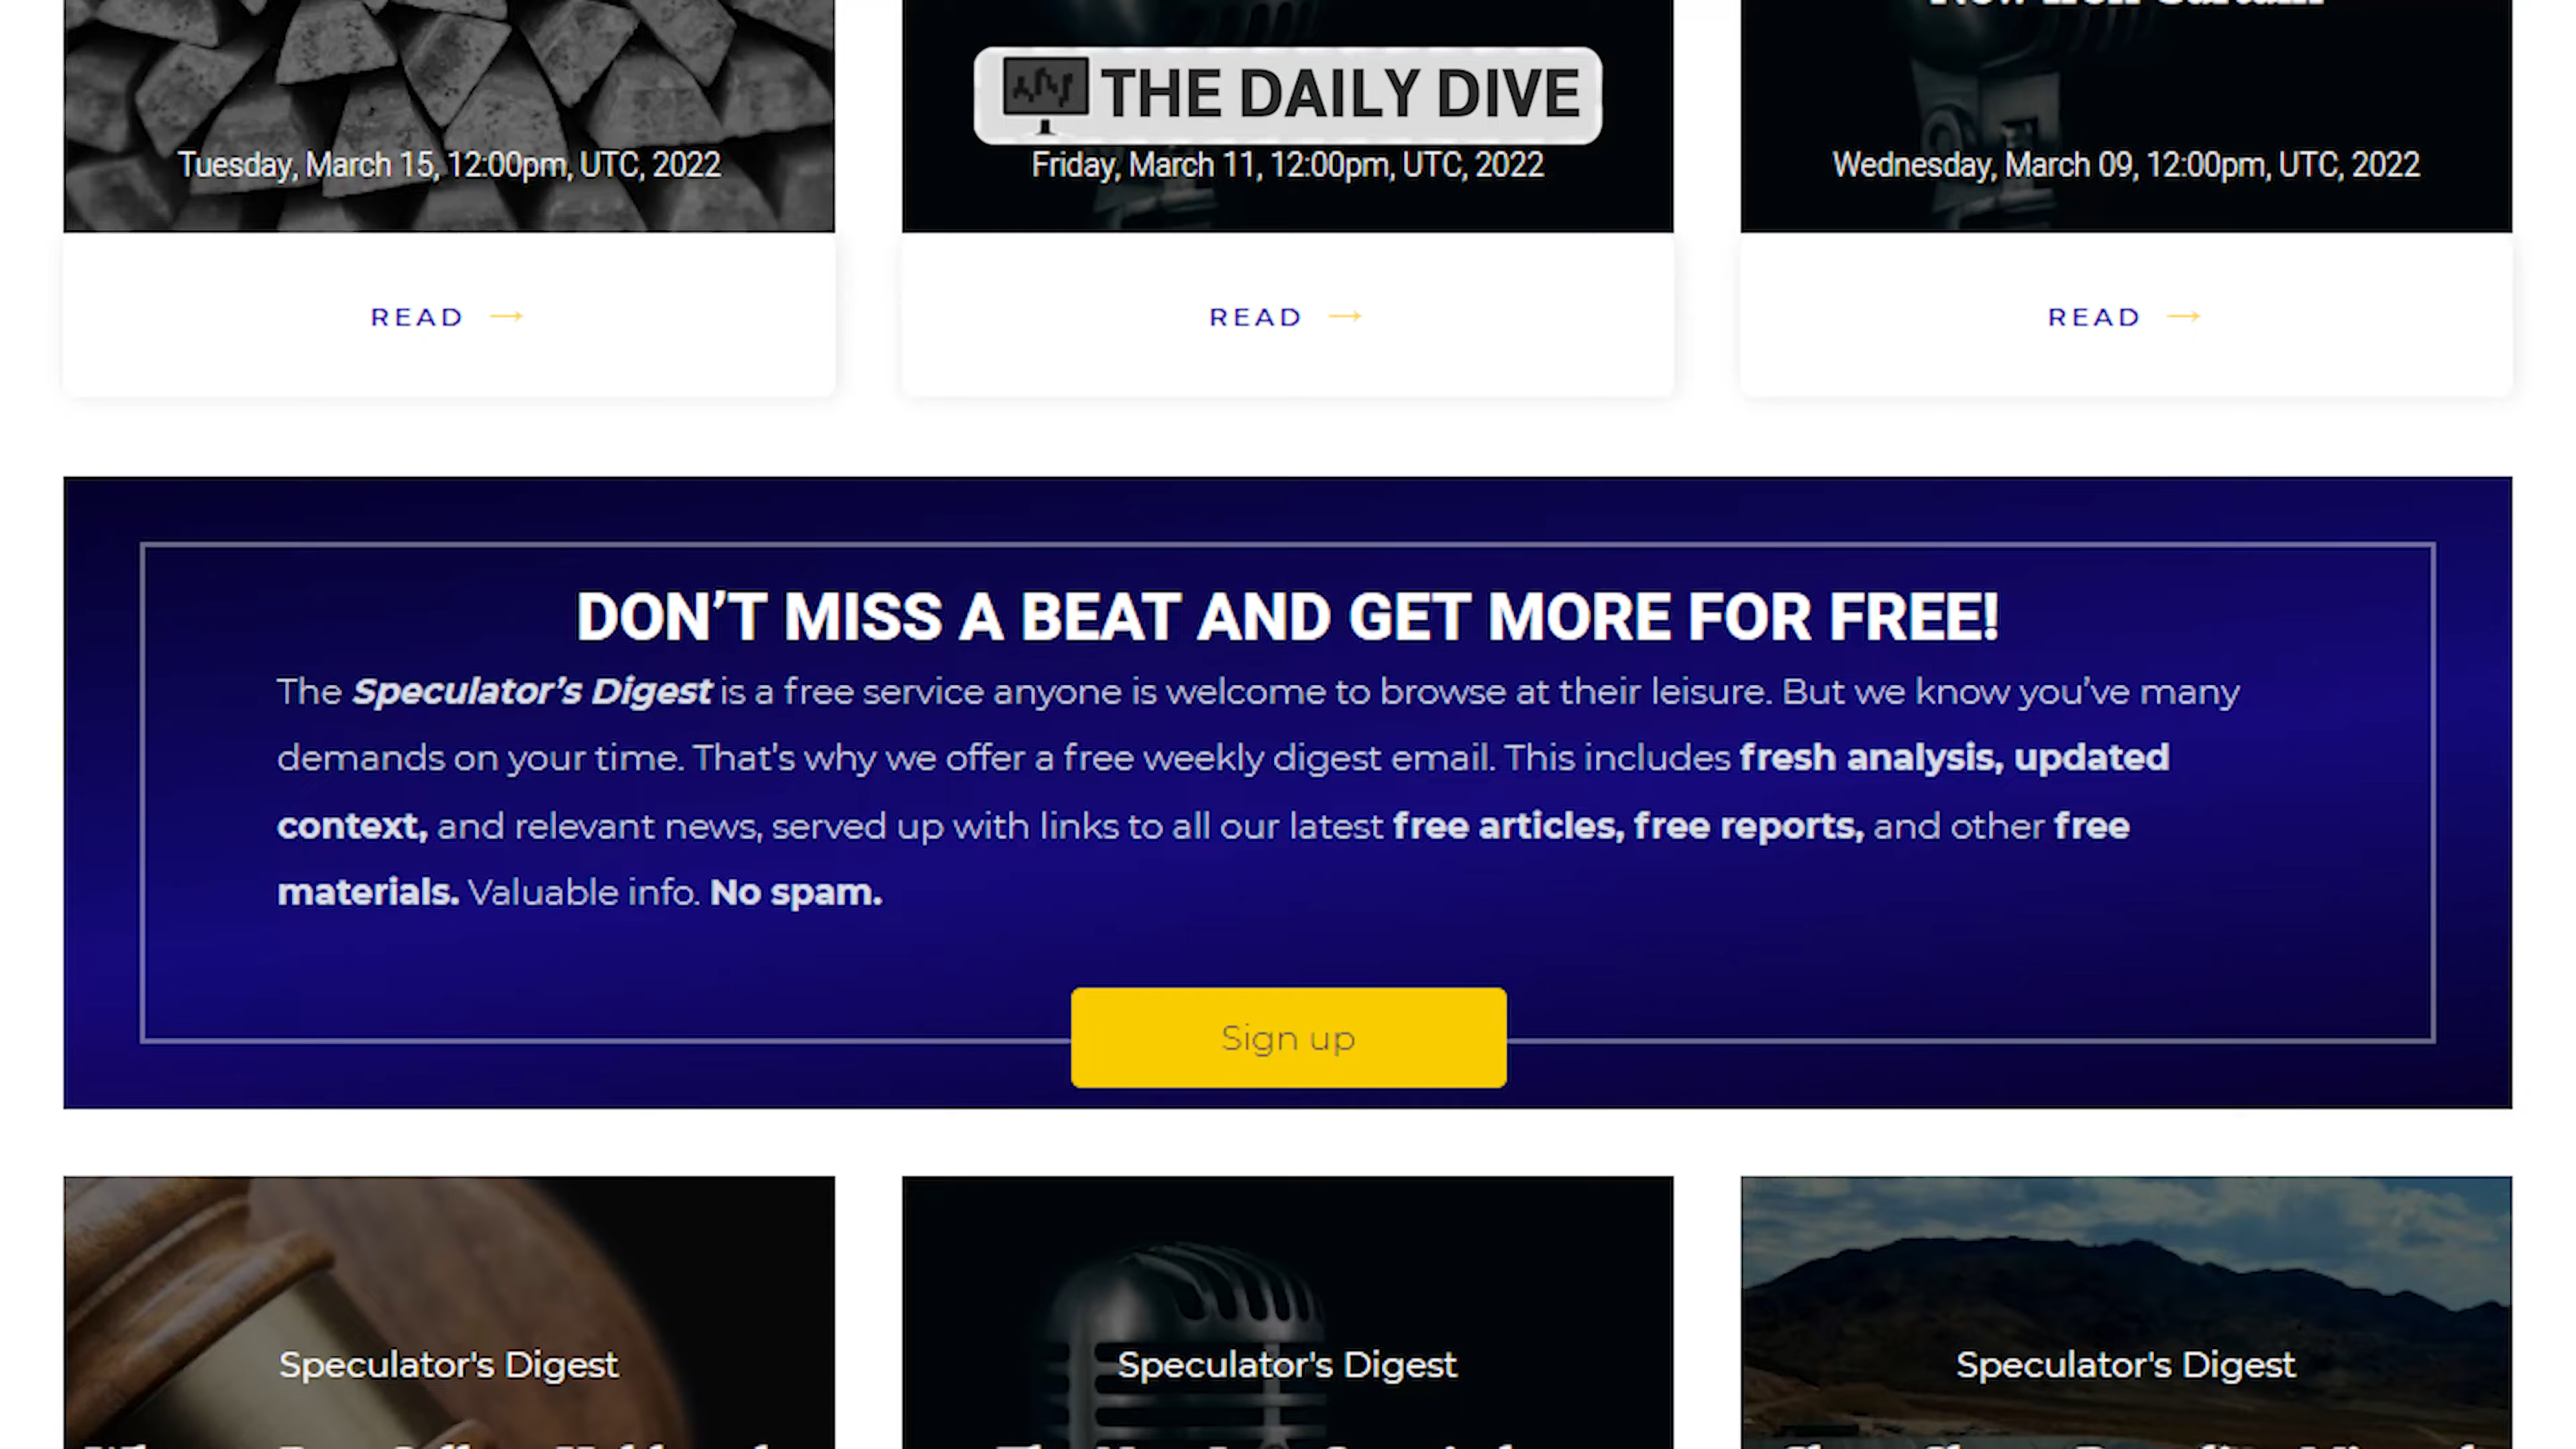 THE DAILY DIVE
Tuesday, March 15, 12:00pm, UTC, 2022
Friday, March 11, 12:00pm, UTC, 2022
Wednesday, March 09, 12:00pm, UTC, 2022
READ →
READ →
READ →
DON’T MISS A BEAT AND GET MORE FOR FREE!
The Speculator’s Digest is a free service anyone is welcome to browse at their leisure. But we know you’ve many
demands on your time. That’s why we offer a free weekly digest email. This includes fresh analysis, updated
context, and relevant news, served up with links to all our latest free articles, free reports, and other free
materials. Valuable info. No spam.
Sign up
Speculator's Digest
Speculator's Digest
Speculator's Digest